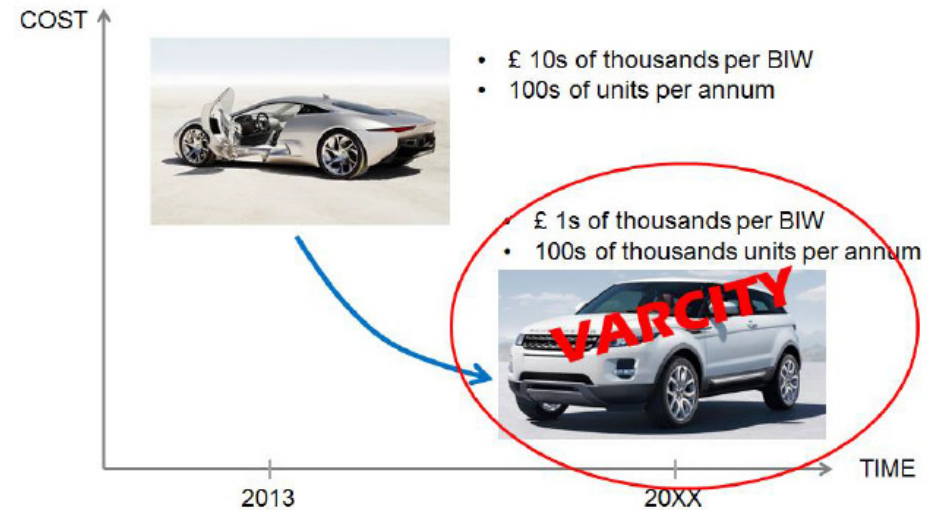 COST
• £ 10s of thousands per BIW
• 100s of units per annum
• £ 1s of thousands per BIW
• 100s of thousands units per annum
VARCITY
TIME
2013
20XX